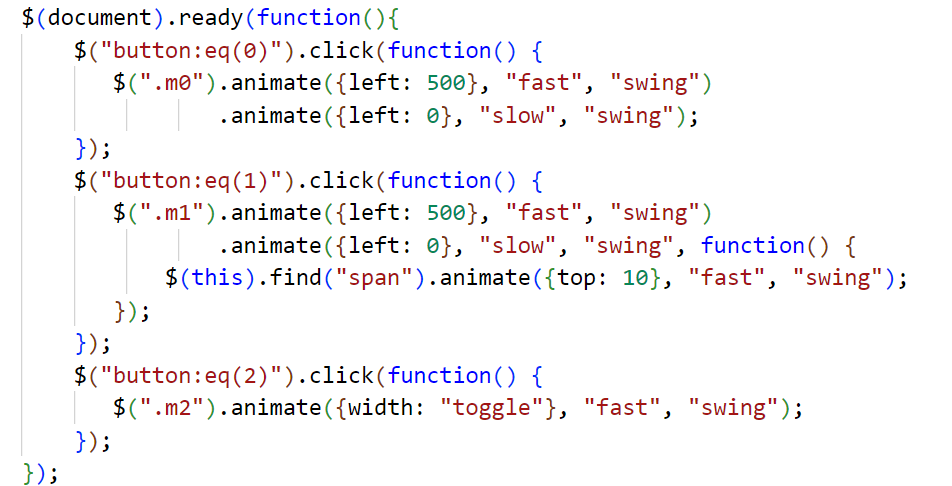 $(document).ready(function(){
    $("button:eq(0)").click(function() {
       $(".m0").animate({left: 500}, "fast", "swing")
               .animate({left: 0}, "slow", "swing");
    });
    $("button:eq(1)").click(function() {
       $(".m1").animate({left: 500}, "fast", "swing")
               .animate({left: 0}, "slow", "swing", function() {
           $(this).find("span").animate({top: 10}, "fast", "swing");
       });
    });
    $("button:eq(2)").click(function() {
       $(".m2").animate({width: "toggle"}, "fast", "swing");
    });
});